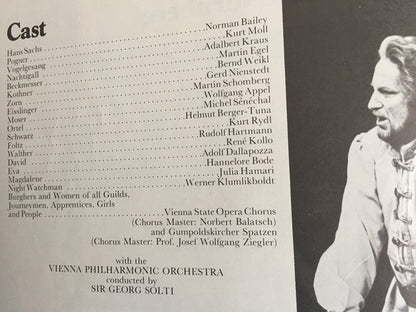 Cast
Hans Sachs Norman Bailey
Pogner Kurt Moll
Vogelgesang Adalbert Kraus
Nachtigall Martin Egel
Beckmesser Bernd Weikl
Kothner Gerd Nienstedt
Zorn Martin Schomberg
Eisslinger Wolfgang Appel
Moser Michel Sénéchal
Ortel Helmut Berger-Tuna
Schwarz Kurt Rydl
Foltz Rudolf Hartmann
Walther René Kollo
David Adolf Dallapozza
Eva Hannelore Bode
Magdalene Julia Hamari
Night Watchman Werner Klumlikboldt
Burghers and Women of all Guilds,
Journeymen, Apprentices, Girls
and People Vienna State Opera Chorus
(Chorus Master: Norbert Balatsch)
and Gumpoldskircher Spatzen
(Chorus Master: Prof. Josef Wolfgang Ziegler)
with the
VIENNA PHILHARMONIC ORCHESTRA
conducted by
SIR GEORG SOLTI